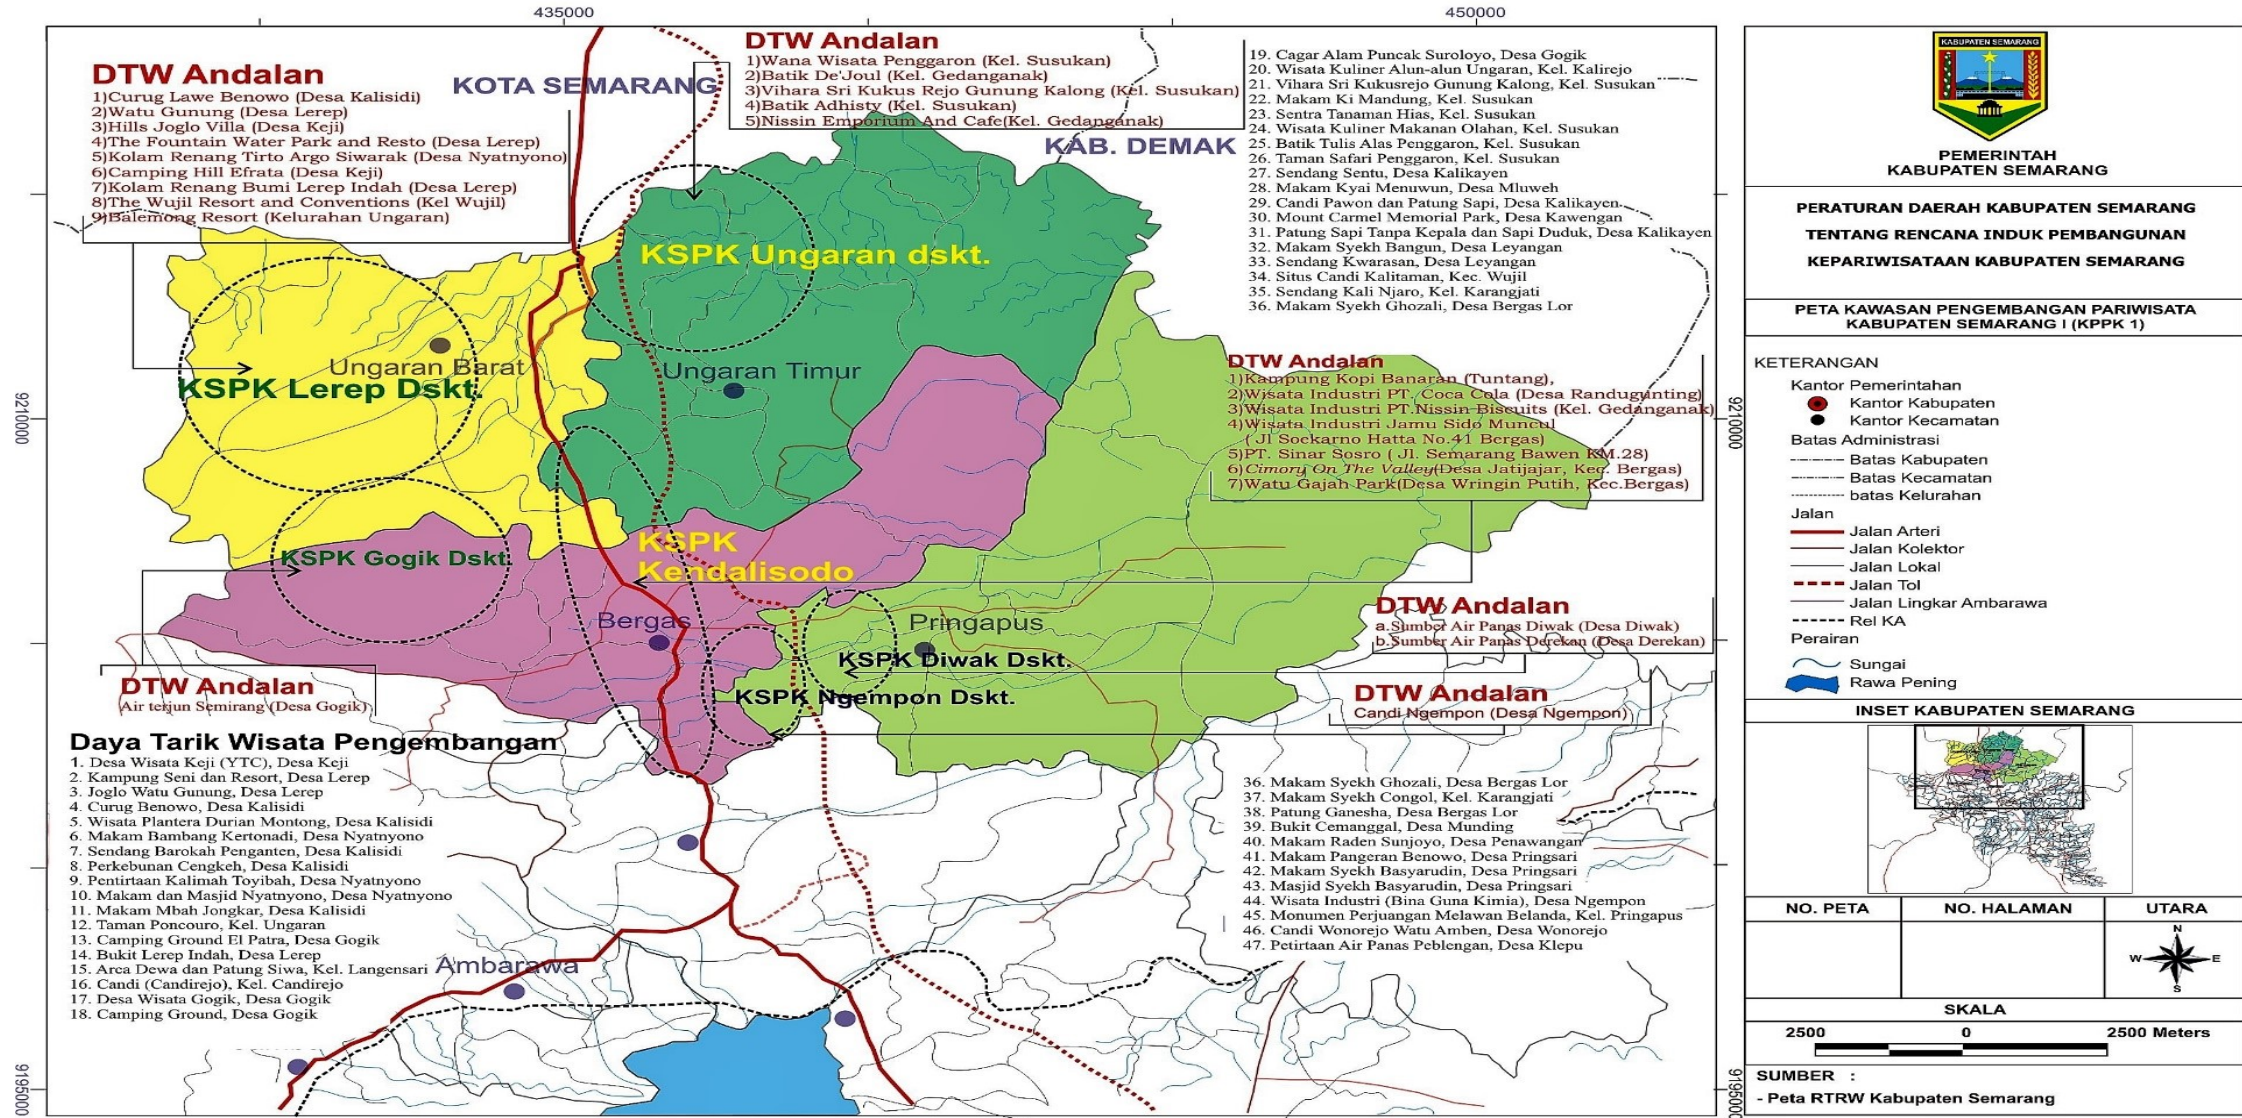 435000
450000
DTW Andalan
1)Curug Lawe Benowo (Desa Kalisidi)
2)Watu Gunung (Desa Lerep)
3)Hills Joglo Villa (Desa Keji)
4)The Fountain Water Park and Resto (Desa Lerep)
5)Kolam Renang Tirto Argo Siwarak (Desa Nyatnyono)
6)Camping Hill Efrata (Desa Keji)
7)Kolam Renang Bumi Lerep Indah (Desa Lerep)
8)The Wujil Resort and Conventions (Kel Wujil)
9)Balemong Resort (Kelurahan Ungaran)
KOTA SEMARANG
DTW Andalan
1)Wana Wisata Penggaron (Kel. Susukan)
2)Batik De'Joul (Kel. Gedanganak)
3)Vihara Sri Kukus Rejo Gunung Kalong (Kel. Susukan)
4)Batik Adhisty (Kel. Susukan)
5)Nissin Emporium And Cafe(Kel. Gedanganak)
KAB. DEMAK
19. Cagar Alam Puncak Suroloyo, Desa Gogik
20. Wisata Kuliner Alun-alun Ungaran, Kel. Kalirejo
21. Vihara Sri Kukusrejo Gunung Kalong, Kel. Susukan
22. Makam Ki Mandung, Kel. Susukan
23. Sentra Tanaman Hias, Kel. Susukan
24. Wisata Kuliner Makanan Olahan, Kel. Susukan
25. Batik Tulis Alas Penggaron, Kel. Susukan
26. Taman Safari Penggaron, Kel. Susukan
27. Sendang Sentu, Desa Kalikayen
28. Makam Kyai Menuwun, Desa Mluweh
29. Candi Pawon dan Patung Sapi, Desa Kalikayen
30. Mount Carmel Memorial Park, Desa Kawengan
31. Patung Sapi Tanpa Kepala dan Sapi Duduk, Desa Kalikayen
32. Makam Syekh Bangun, Desa Leyangan
33. Sendang Kwarasan, Desa Leyangan
34. Situs Candi Kalitaman, Kec. Wujil
35. Sendang Kali Njaro, Kel. Karangjati
36. Makam Syekh Ghozali, Desa Bergas Lor
KSPK Ungaran dskt.
Ungaran Barat
KSPK Lerep Dskt.
Ungaran Timur
DTW Andalan
1)Kampung Kopi Banaran (Tuntang),
2)Wisata Industri PT. Coca Cola (Desa Randugunting)
3)Wisata Industri PT.Nissin Biscuits (Kel. Gedanganak)
4)Wisata Industri Jamu Sido Muncul
( Jl Soekarno Hatta No.41 Bergas)
5)PT. Sinar Sosro ( Jl. Semarang Bawen KM.28)
6)Cimory On The Valley(Desa Jatijajar, Kec. Bergas)
7)Watu Gajah Park(Desa Wringin Putih, Kec.Bergas)
9210000
9210000
KSPK Gogik Dskt.
KSPK
Kendalisodo
Bergas
Pringapus
KSPK Diwak Dskt.
KSPK Ngempon Dskt.
DTW Andalan
a.Sumber Air Panas Diwak (Desa Diwak)
b.Sumber Air Panas Derekan (Desa Derekan)
DTW Andalan
Candi Ngempon (Desa Ngempon)
DTW Andalan
Air terjun Semirang (Desa Gogik)
Daya Tarik Wisata Pengembangan
1. Desa Wisata Keji (YTC), Desa Keji
2. Kampung Seni dan Resort, Desa Lerep
3. Joglo Watu Gunung, Desa Lerep
4. Curug Benowo, Desa Kalisidi
5. Wisata Plantera Durian Montong, Desa Kalisidi
6. Makam Bambang Kertonadi, Desa Nyatnyono
7. Sendang Barokah Penganten, Desa Kalisidi
8. Perkebunan Cengkeh, Desa Kalisidi
9. Pentirtaan Kalimah Toyibah, Desa Nyatnyono
10. Makam dan Masjid Nyatnyono, Desa Nyatnyono
11. Makam Mbah Jongkar, Desa Kalisidi
12. Taman Poncouro, Kel. Ungaran
13. Camping Ground El Patra, Desa Gogik
14. Bukit Lerep Indah, Desa Lerep
15. Arca Dewa dan Patung Siwa, Kel. Langensari
16. Candi (Candirejo), Kel. Candirejo
17. Desa Wisata Gogik, Desa Gogik
18. Camping Ground, Desa Gogik
Ambarawa
36. Makam Syekh Ghozali, Desa Bergas Lor
37. Makam Syekh Congol, Kel. Karangjati
38. Patung Ganesha, Desa Bergas Lor
39. Bukit Cemanggal, Desa Munding
40. Makam Raden Sunjoyo, Desa Penawangan
41. Makam Pangeran Benowo, Desa Pringsari
42. Makam Syekh Basyarudin, Desa Pringsari
43. Masjid Syekh Basyarudin, Desa Pringsari
44. Wisata Industri (Bina Guna Kimia), Desa Ngempon
45. Monumen Perjuangan Melawan Belanda, Kel. Pringapus
46. Candi Wonorejo Watu Amben, Desa Wonorejo
47. Petirtaan Air Panas Peblengan, Desa Klepu
9195000
9195000
KABUPATEN SEMARANG
PEMERINTAH
KABUPATEN SEMARANG
PERATURAN DAERAH KABUPATEN SEMARANG
TENTANG RENCANA INDUK PEMBANGUNAN
KEPARIWISATAAN KABUPATEN SEMARANG
PETA KAWASAN PENGEMBANGAN PARIWISATA
KABUPATEN SEMARANG I (KPPK 1)
KETERANGAN
Kantor Pemerintahan
Kantor Kabupaten
Kantor Kecamatan
Batas Administrasi
Batas Kabupaten
Batas Kecamatan
batas Kelurahan
Jalan
Jalan Arteri
Jalan Kolektor
Jalan Lokal
Jalan Tol
Jalan Lingkar Ambarawa
Rel KA
Perairan
Sungai
Rawa Pening
INSET KABUPATEN SEMARANG
NO. PETA
NO. HALAMAN
UTARA
N
W
E
S
SKALA
2500 0 2500 Meters
SUMBER :
- Peta RTRW Kabupaten Semarang